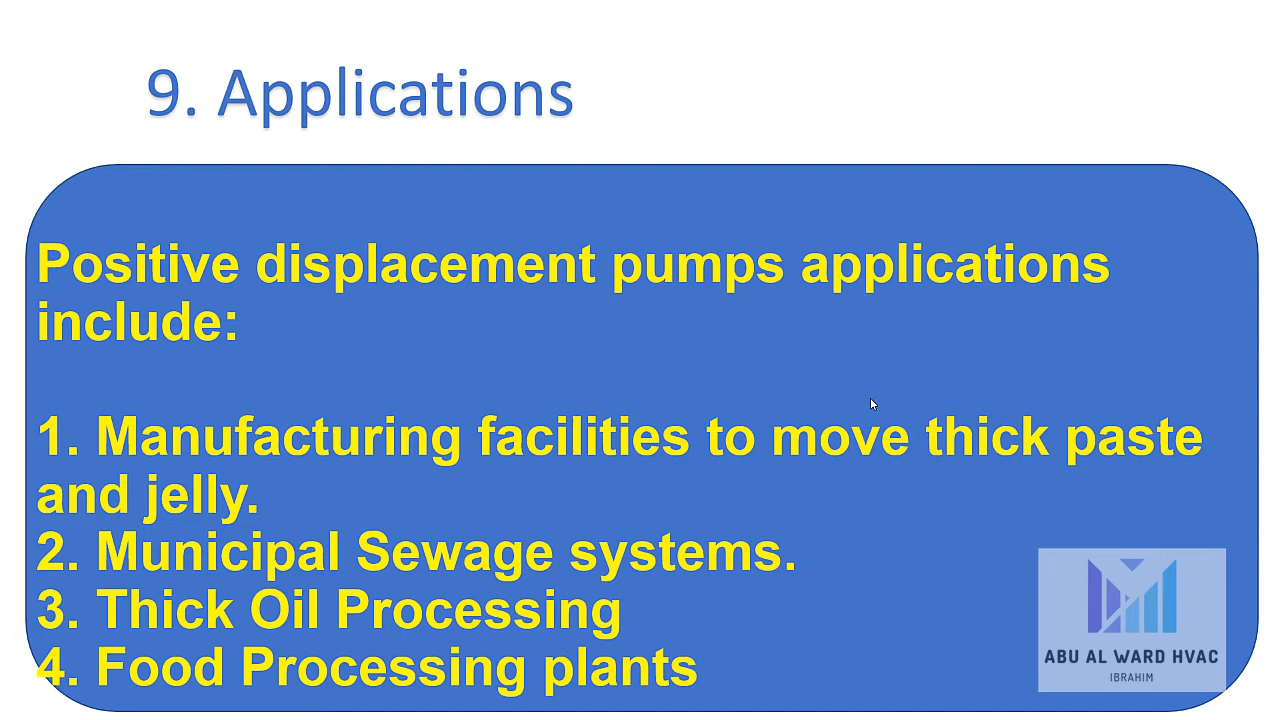 9. Applications
Positive displacement pumps applications
include:
1. Manufacturing facilities to move thick paste
and jelly.
2. Municipal Sewage systems.
3. Thick Oil Processing
4. Food Processing plants
ABU AL WARD HVAC
IBRAHIM